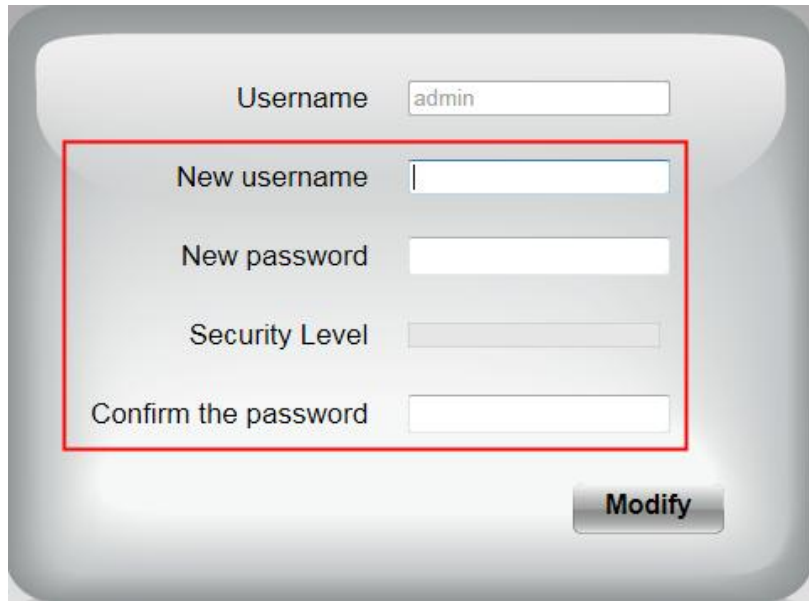 Username admin
New username
New password
Security Level
Confirm the password
Modify